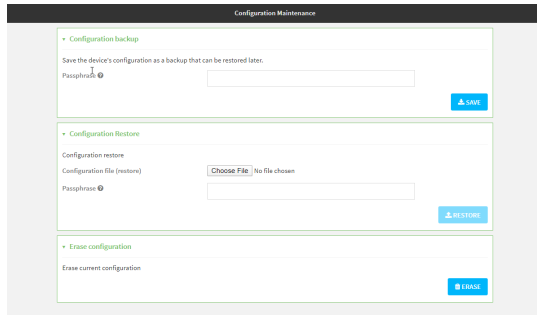 Configuration Maintenance
Configuration backup
Save the device's configuration as a backup that can be restored later.
Passphrase
SAVE
Configuration Restore
Configuration restore
Configuration file (restore) Choose File No file chosen
Passphrase
RESTORE
Erase configuration
Erase current configuration
ERASE